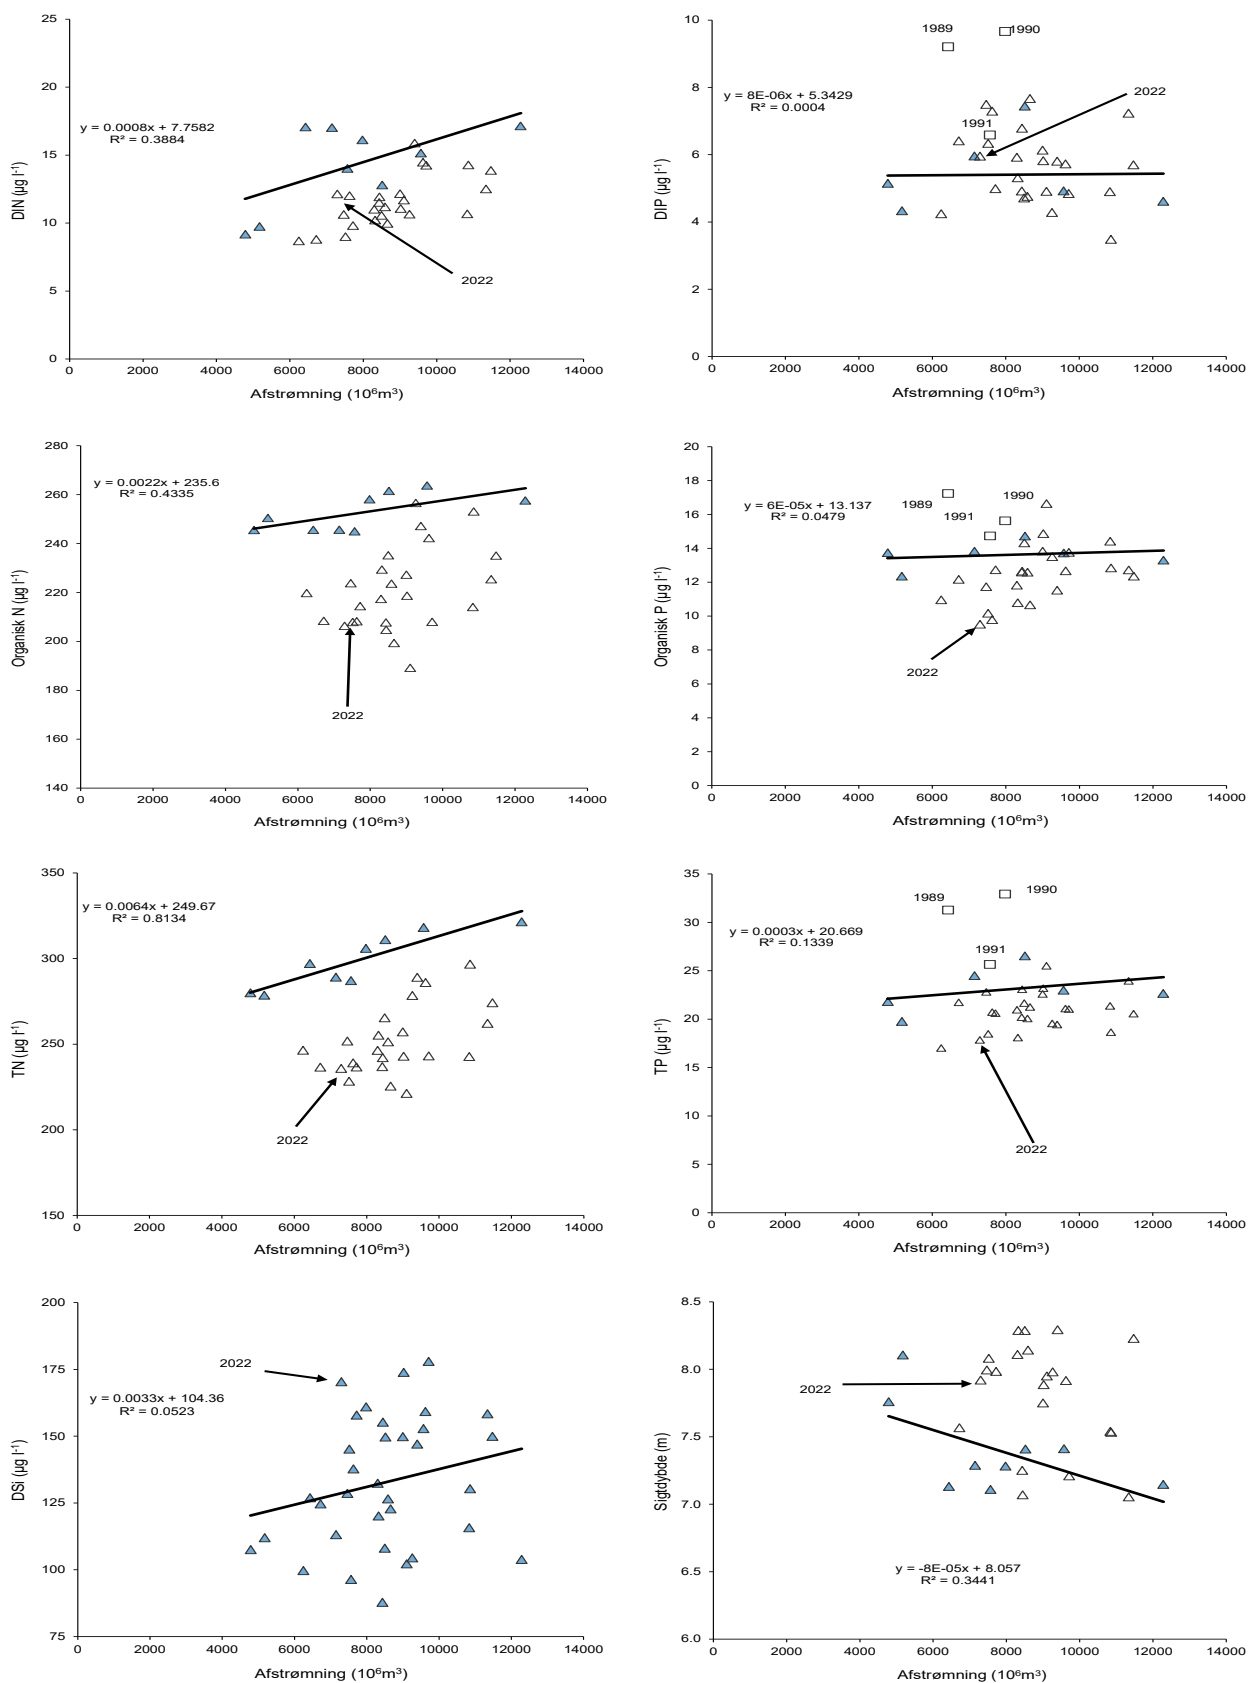 25
20
15
10
5
0
DIN (µg l⁻¹)
y = 0.0008x + 7.7582
R² = 0.3884
2022
0 2000 4000 6000 8000 10000 12000 14000
Afstrømning (10⁶m³)
10
8
6
4
2
0
DIP (µg l⁻¹)
1989
1990
y = 8E-06x + 5.3429
R² = 0.0004
2022
1991
0 2000 4000 6000 8000 10000 12000 14000
Afstrømning (10⁶m³)
280
260
240
220
200
180
160
140
Organisk N (µg l⁻¹)
y = 0.0022x + 235.6
R² = 0.4335
2022
0 2000 4000 6000 8000 10000 12000 14000
Afstrømning (10⁶m³)
20
18
16
14
12
10
8
6
4
2
0
Organisk P (µg l⁻¹)
1990
1989
y = 6E-05x + 13.137
R² = 0.0479
1991
2022
0 2000 4000 6000 8000 10000 12000 14000
Afstrømning (10⁶m³)
350
300
250
200
150
TN (µg l⁻¹)
y = 0.0064x + 249.67
R² = 0.8134
2022
0 2000 4000 6000 8000 10000 12000 14000
Afstrømning (10⁶m³)
35
30
25
20
15
10
5
0
TP (µg l⁻¹)
1990
1989
y = 0.0003x + 20.669
R² = 0.1339
1991
2022
0 2000 4000 6000 8000 10000 12000 14000
Afstrømning (10⁶m³)
200
175
150
125
100
75
DSi (µg l⁻¹)
2022
y = 0.0033x + 104.36
R² = 0.0523
0 2000 4000 6000 8000 10000 12000 14000
Afstrømning (10⁶m³)
8.5
8.0
7.5
7.0
6.5
6.0
Sigtdybde (m)
2022
y = -8E-05x + 8.057
R² = 0.3441
0 2000 4000 6000 8000 10000 12000 14000
Afstrømning (10⁶m³)